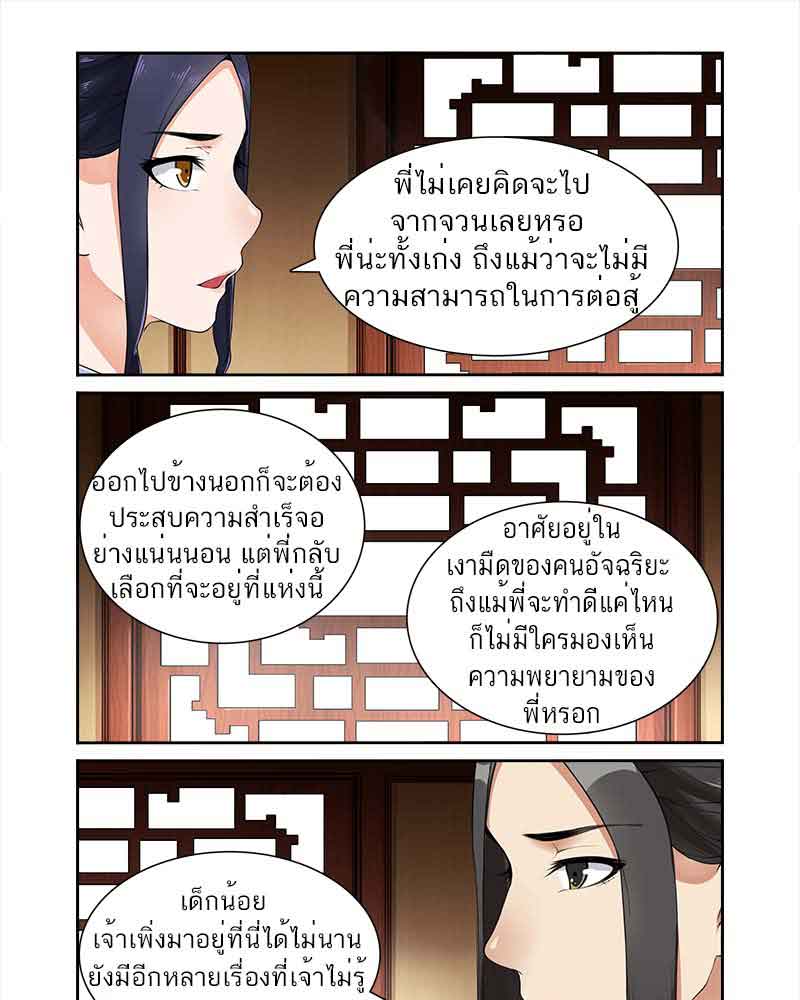 พี่ไม่เคยคิดจะไป
จากจวนเลยหรอ
พี่น่ะทั้งเก่ง ถึงแม้ว่าจะไม่มี
ความสามารถในการต่อสู้
ออกไปข้างนอกก็จะต้อง
ประสบความสำเร็จอ
ย่างแน่นนอน แต่พี่กลับ
เลือกที่จะอยู่ที่แห่งนี้
อาศัยอยู่ใน
เงามืดของคนอัจฉริยะ
ถึงแม้พี่จะทำดีแค่ไหน
ก็ไม่มีใครมองเห็น
ความพยายามของ
พี่หรอก
เด็กน้อย
เจ้าเพิ่งมาอยู่ที่นี่ได้ไม่นาน
ยังมีอีกหลายเรื่องที่เจ้าไม่รู้